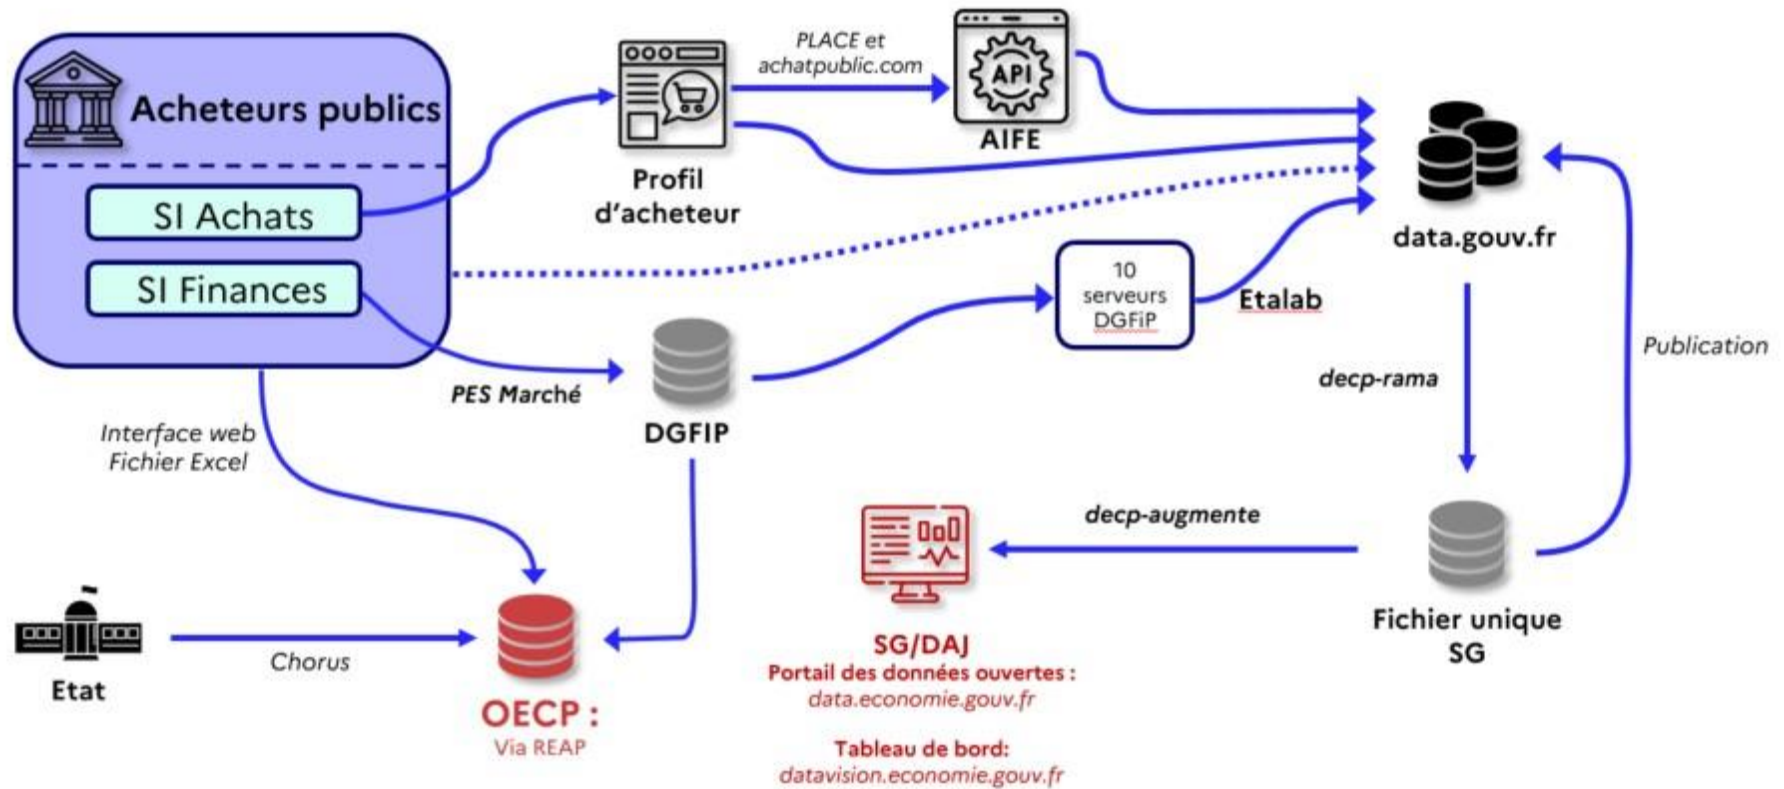 Acheteurs publics
SI Achats
SI Finances
Profil
d'acheteur
PLACE et
achatpublic.com
API
AIFE
data.gouv.fr
10
serveurs
DGFiP
Etalab
PES Marché
DGFIP
Interface web
Fichier Excel
decp-rama
Publication
decp-augmente
Fichier unique
SG
Etat
Chorus
OECP :
Via REAP
SG/DAJ
Portail des données ouvertes :
data.economie.gouv.fr
Tableau de bord:
datavision.economie.gouv.fr